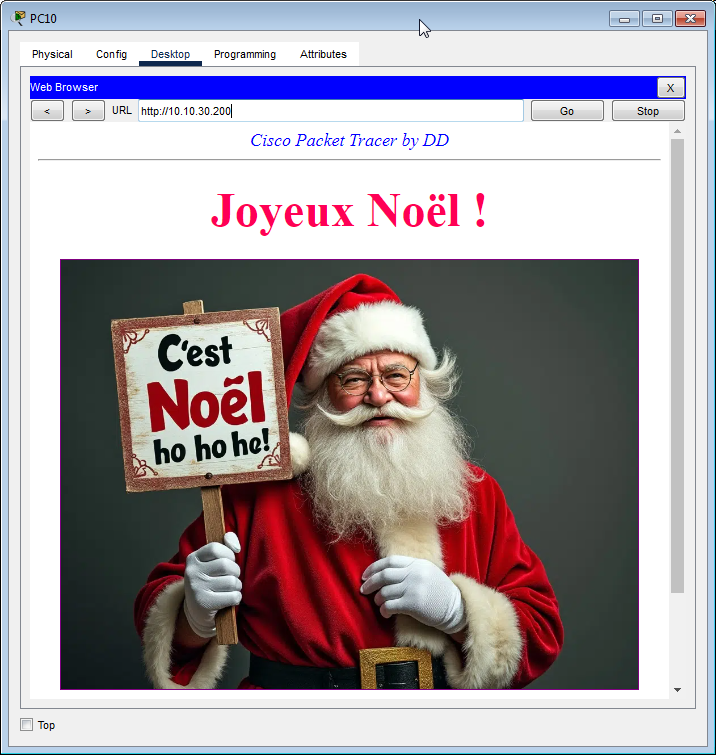 PC10
Physical Config Desktop Programming Attributes
Web Browser X
< > URL http://10.10.30.200 Go Stop
Cisco Packet Tracer by DD
Joyeux Noël !
C'est
Noël
ho ho he!
Top